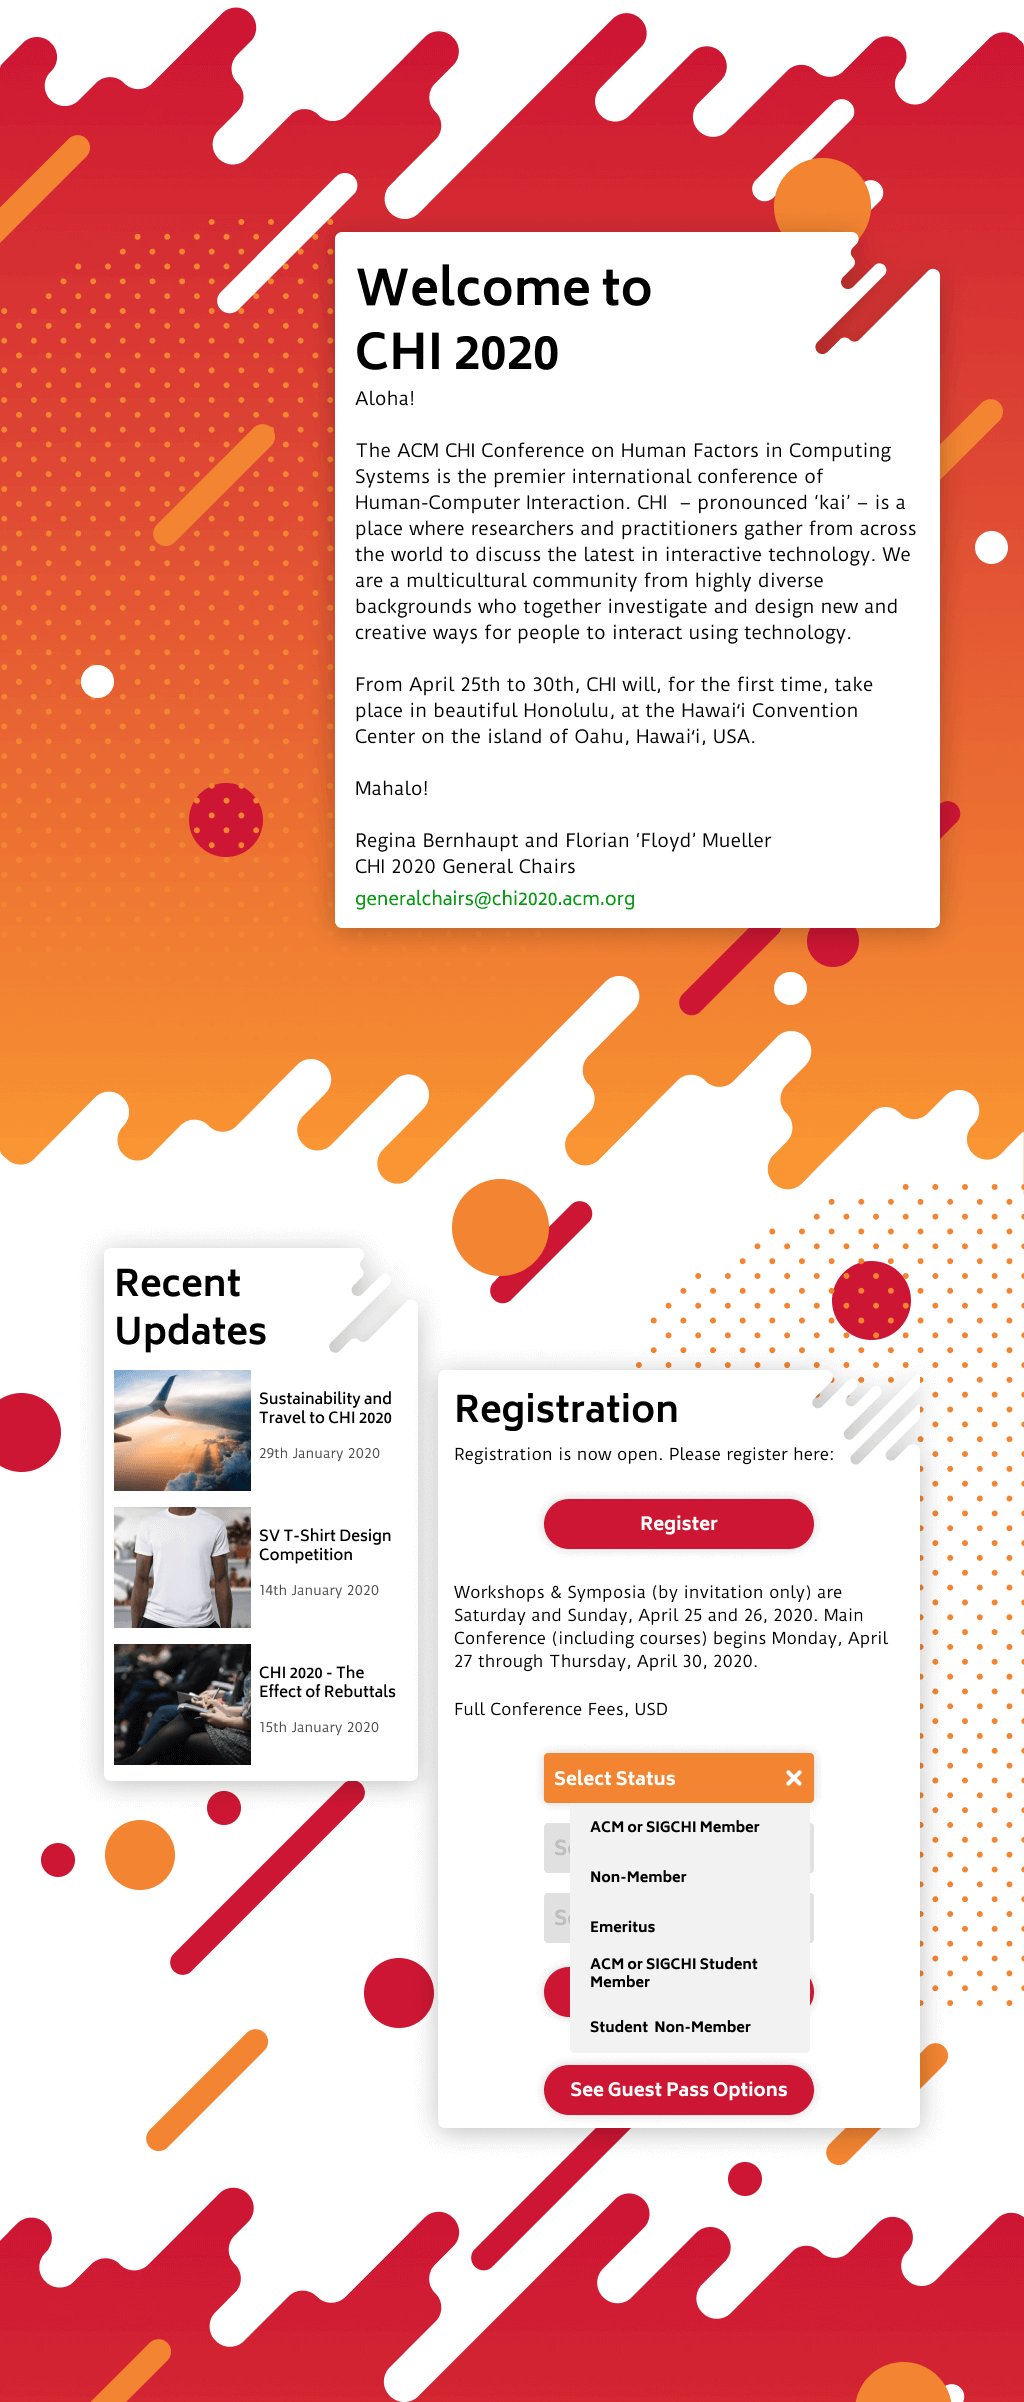 Welcome to
CHI 2020
Aloha!
The ACM CHI Conference on Human Factors in Computing
Systems is the premier international conference of
Human-Computer Interaction. CHI – pronounced ‘kai’ – is a
place where researchers and practitioners gather from across
the world to discuss the latest in interactive technology. We
are a multicultural community from highly diverse
backgrounds who together investigate and design new and
creative ways for people to interact using technology.
From April 25th to 30th, CHI will, for the first time, take
place in beautiful Honolulu, at the Hawaiʻi Convention
Center on the island of Oahu, Hawaiʻi, USA.
Mahalo!
Regina Bernhaupt and Florian ‘Floyd’ Mueller
CHI 2020 General Chairs
generalchairs@chi2020.acm.org
Recent
Updates
Sustainability and
Travel to CHI 2020
29th January 2020
SV T-Shirt Design
Competition
14th January 2020
CHI 2020 - The
Effect of Rebuttals
15th January 2020
Registration
Registration is now open. Please register here:
Register
Workshops & Symposia (by invitation only) are
Saturday and Sunday, April 25 and 26, 2020. Main
Conference (including courses) begins Monday, April
27 through Thursday, April 30, 2020.
Full Conference Fees, USD
Select Status
ACM or SIGCHI Member
Non-Member
Emeritus
ACM or SIGCHI Student
Member
Student Non-Member
See Guest Pass Options